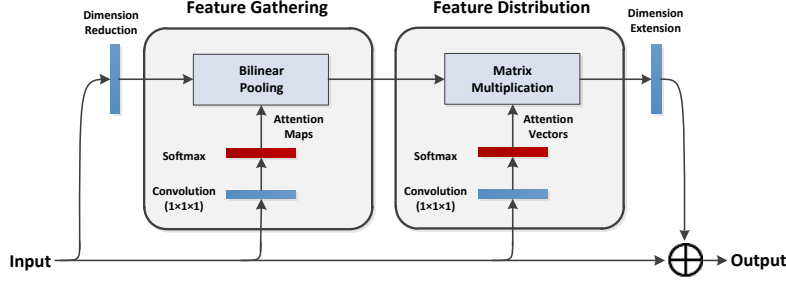 Dimension
Reduction
Feature Gathering
Feature Distribution
Dimension
Extension
Bilinear
Pooling
Matrix
Multiplication
Attention
Maps
Attention
Vectors
Softmax
Softmax
Convolution
(1×1×1)
Convolution
(1×1×1)
Input
Output